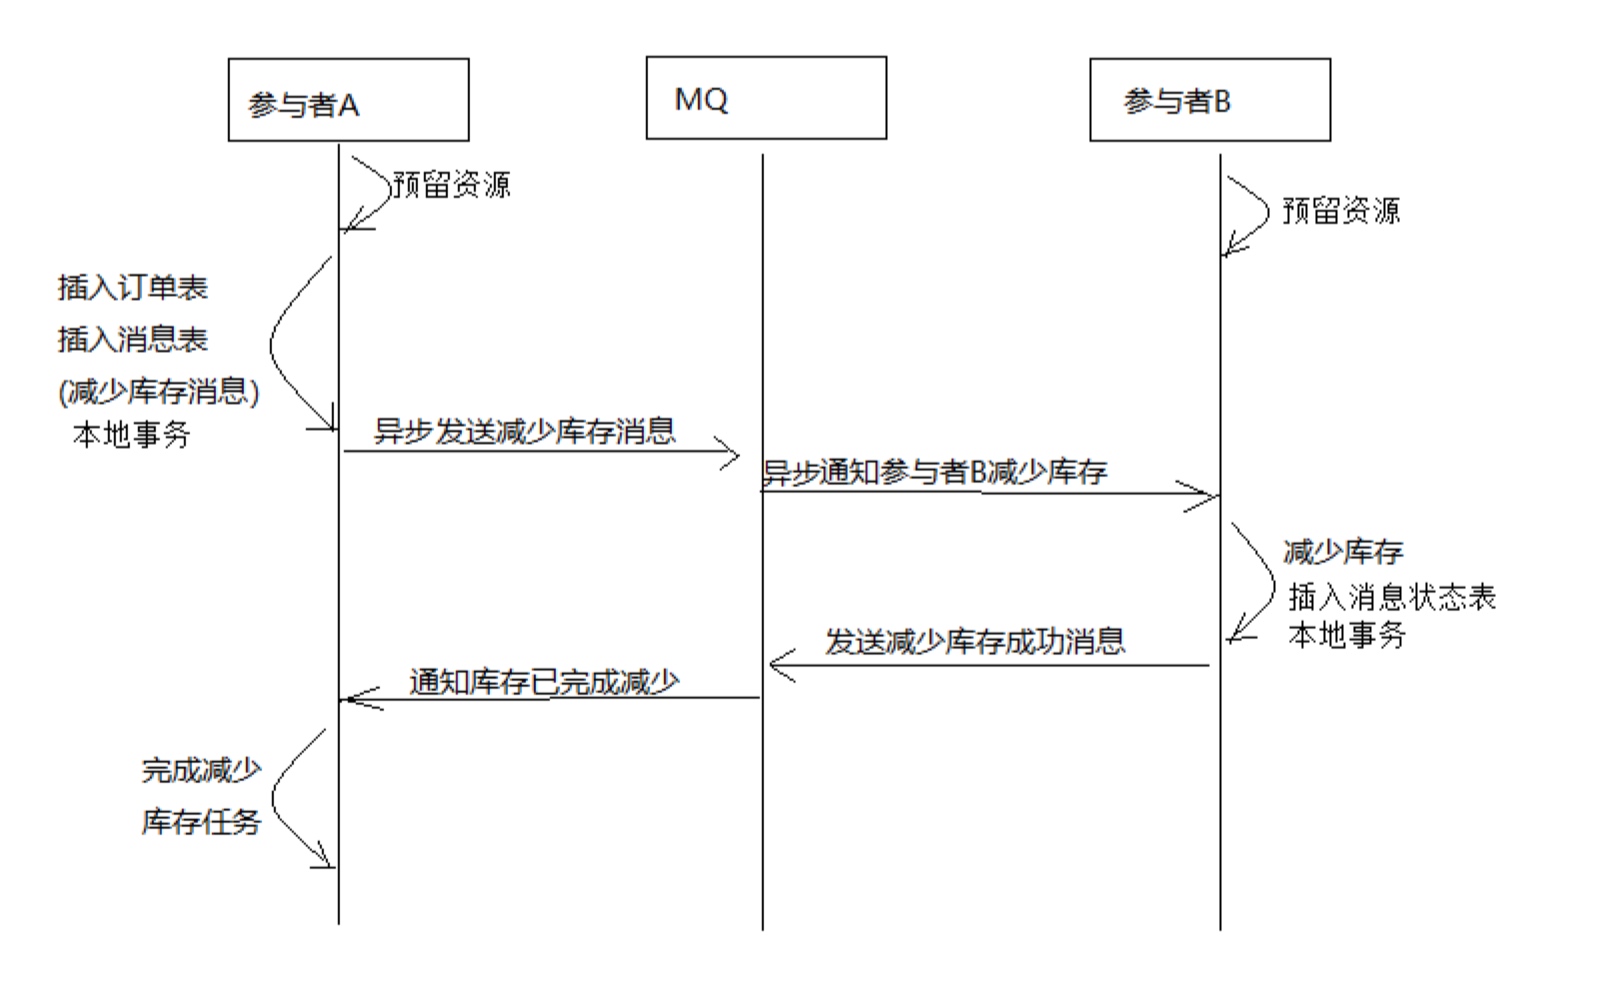 参与者A
MQ
参与者B
预留资源
预留资源
插入订单表
插入消息表
(减少库存消息)
本地事务
异步发送减少库存消息
异步通知参与者B减少库存
减少库存
插入消息状态表
本地事务
发送减少库存成功消息
通知库存已完成减少
完成减少
库存任务